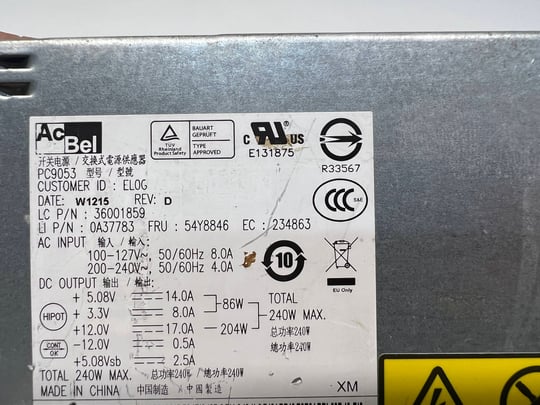 AcBel
TÜV
Rheinland
Product Safety
BAUART
GEPRÜFT
TYPE
APPROVED
C US
E131875
R33567
开关电源 / 交換式電源供應器
PC9053 型号 / 型號
CUSTOMER ID : ELOG
DATE: W1215 REV: D
LC P/N : 36001859
LI P/N : 0A37783 FRU : 54Y8846 EC : 234863
CCC S&E
AC INPUT 输入 / 輸入 :
100-127V~ 50/60Hz 8.0A
200-240V~ 50/60Hz 4.0A
10
EU Only
DC OUTPUT 输出 / 輸出 :
HIPOT
CONT.
OK
+ 5.08V 14.0A
+ 3.3V 8.0A
86W
+12.0V 17.0A
204W
-12.0V 0.5A
+5.08Vsb 2.5A
TOTAL
240W MAX.
总功率240W
總功率240W
TOTAL 240W MAX. 总功率240W / 總功率240W
MADE IN CHINA 中国制造 / 中國製造 XM